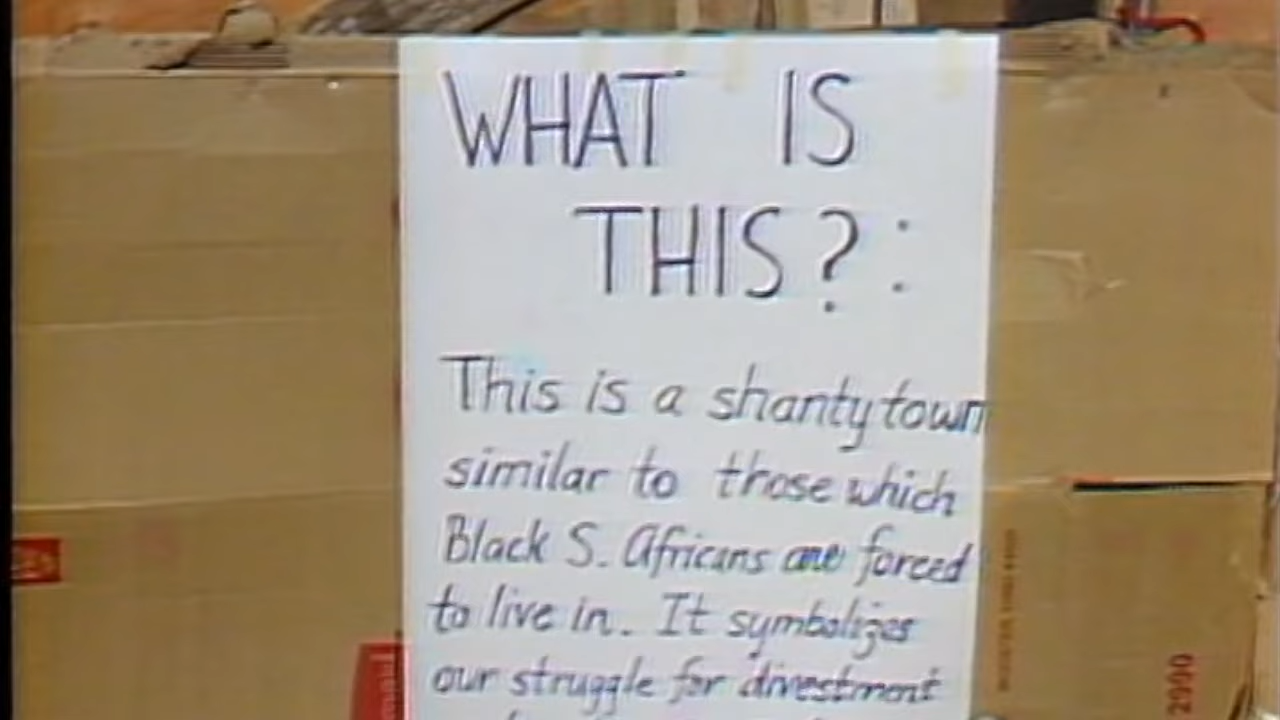 WHAT IS
THIS?:
This is a shantytown
similar to those which
Black S. Africans are forced
to live in. It symbolizes
our struggle for divestment
2990